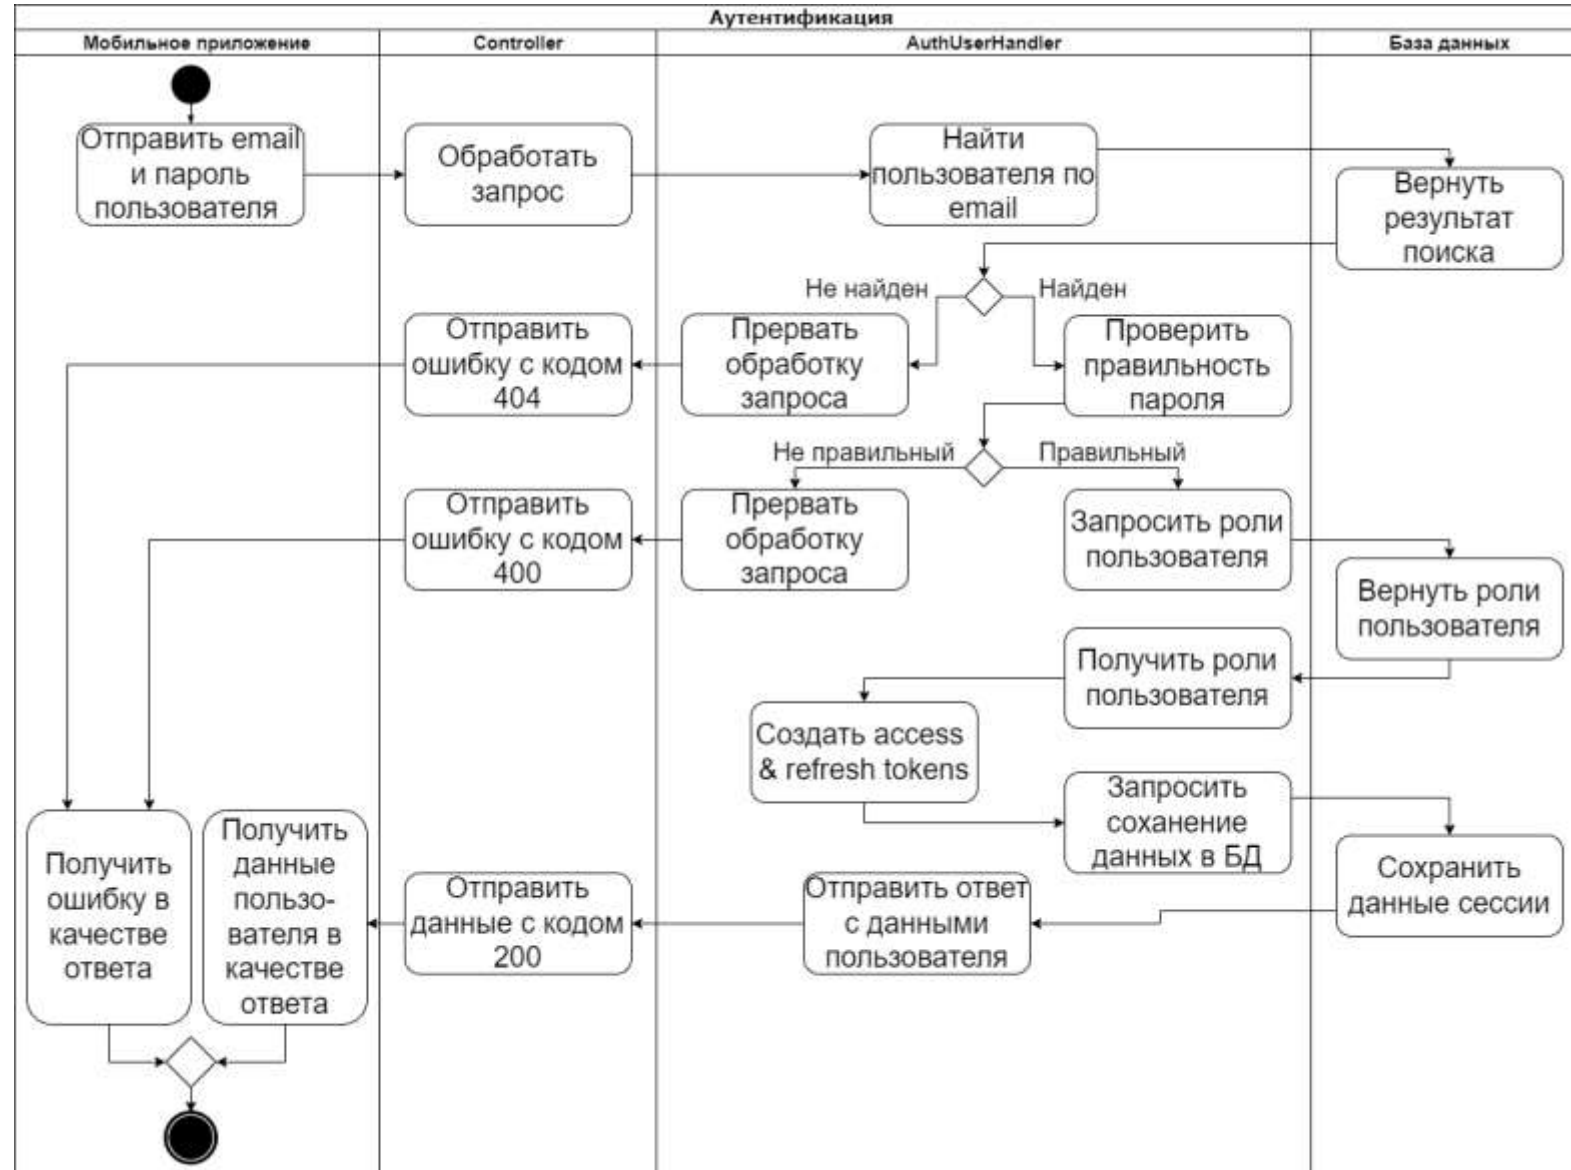 Аутентификация
Мобильное приложение
Controller
AuthUserHandler
База данных
Отправить email
и пароль
пользователя
Обработать
запрос
Найти
пользователя по
email
Вернуть
результат
поиска
Не найден
Найден
Отправить
ошибку с кодом
404
Прервать
обработку
запроса
Проверить
правильность
пароля
Не правильный
Правильный
Отправить
ошибку с кодом
400
Прервать
обработку
запроса
Запросить роли
пользователя
Вернуть роли
пользователя
Получить роли
пользователя
Создать access
& refresh tokens
Запросить
соханение
данных в БД
Сохранить
данные сессии
Получить
ошибку в
качестве
ответа
Получить
данные
пользо-
вателя в
качестве
ответа
Отправить
данные с кодом
200
Отправить ответ
с данными
пользователя